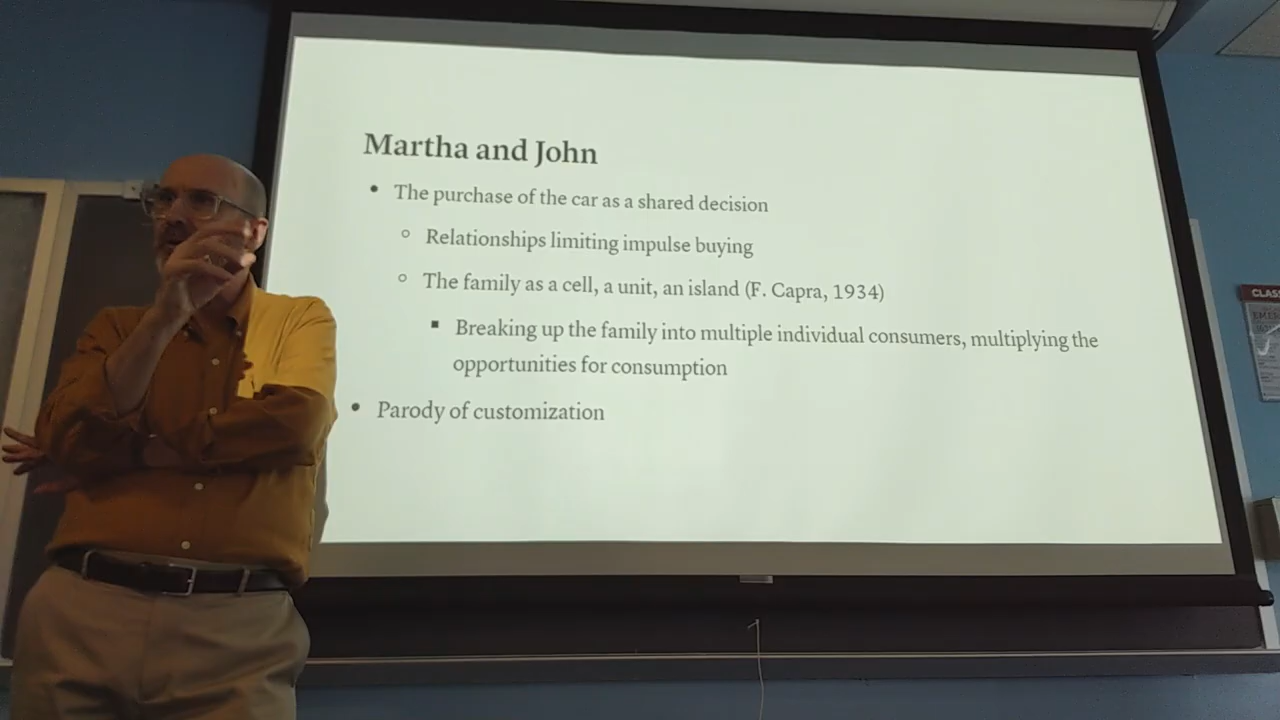 Martha and John
• The purchase of the car as a shared decision
○ Relationships limiting impulse buying
○ The family as a cell, a unit, an island (F. Capra, 1934)
▪ Breaking up the family into multiple individual consumers, multiplying the
opportunities for consumption
• Parody of customization
CLAS
EME